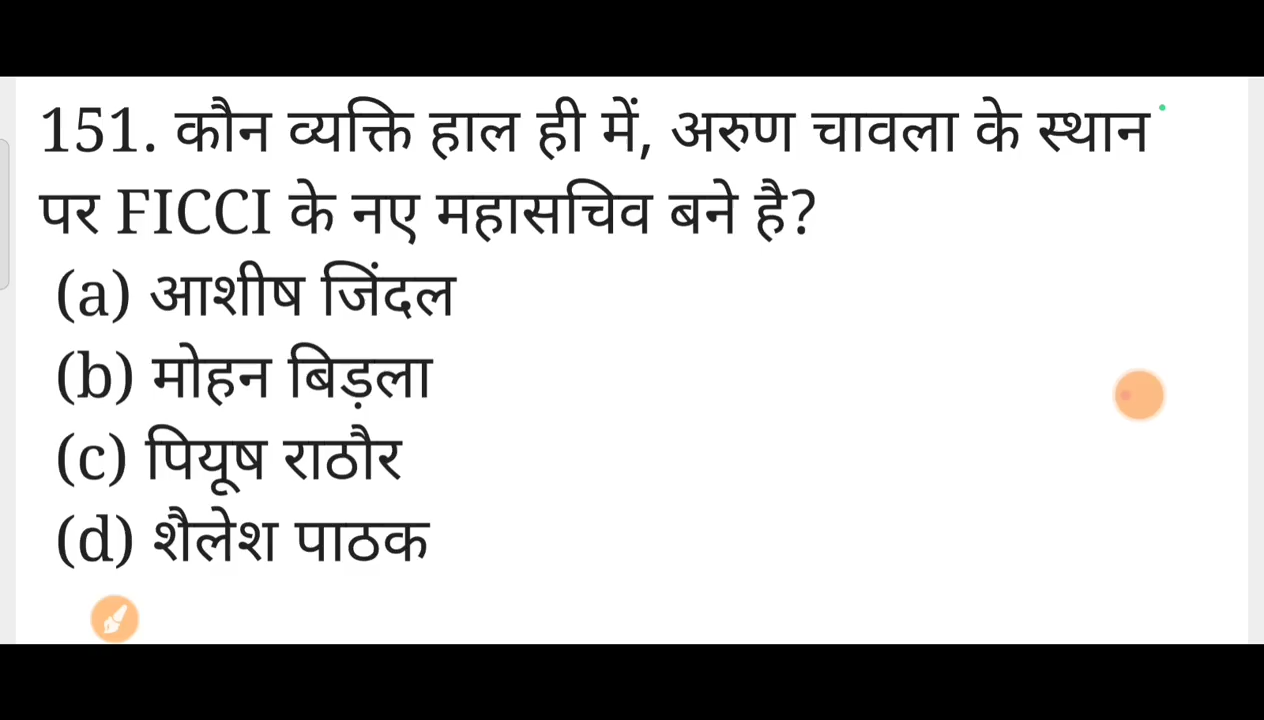 151. कौन व्यक्ति हाल ही में, अरुण चावला के स्थान
पर FICCI के नए महासचिव बने है?
(a) आशीष जिंदल
(b) मोहन बिड़ला
(c) पियूष राठौर
(d) शैलेश पाठक